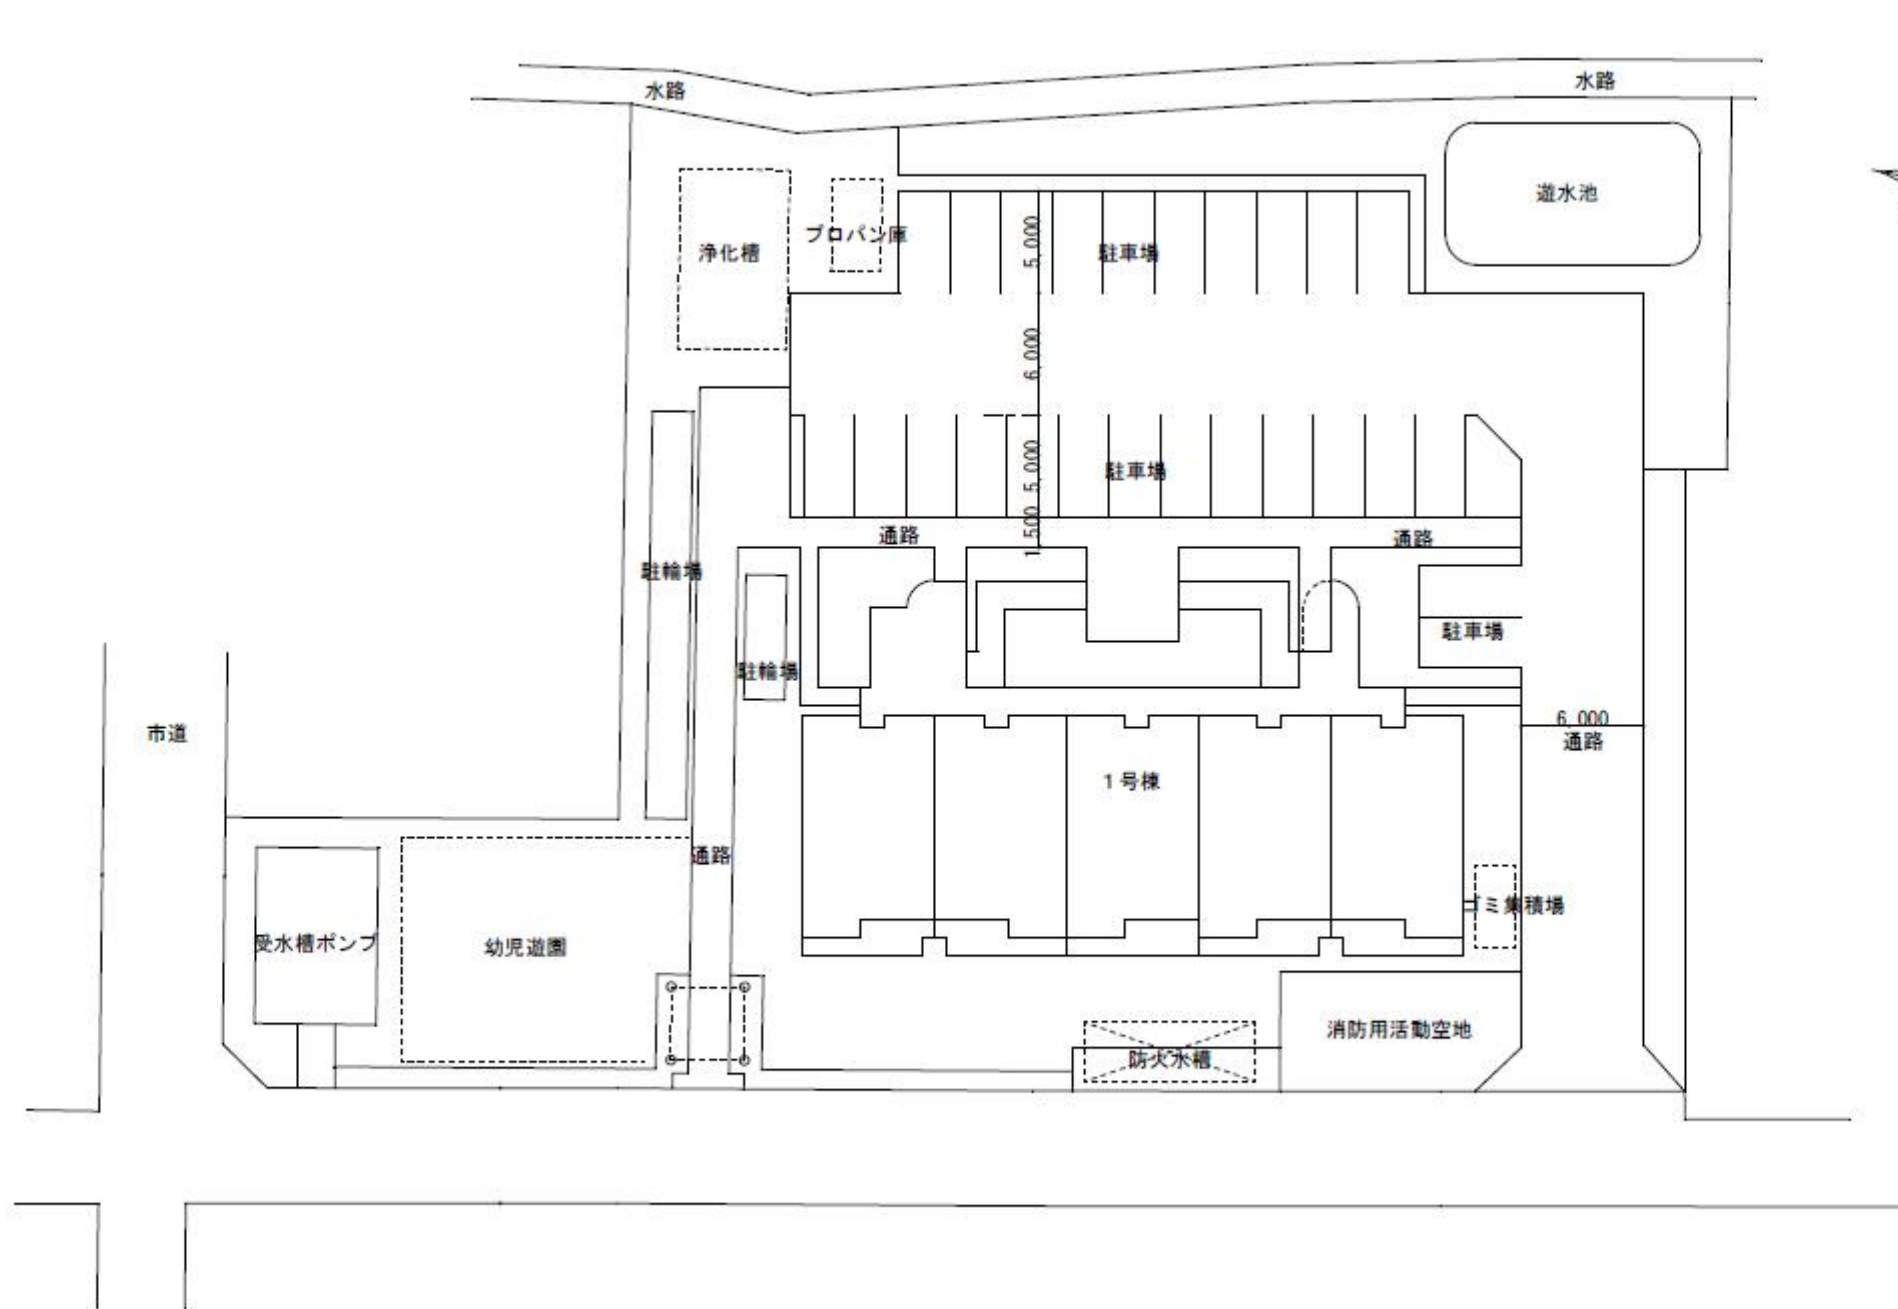 水路
水路
遊水池
プロパン庫
浄化槽
5,000
駐車場
6,000
5,000
駐車場
1,500
通路
通路
駐輪場
駐車場
駐輪場
6,000
市道
通路
1号棟
通路
ゴミ集積場
受水槽ポンプ
幼児遊園
消防用活動空地
防火水槽